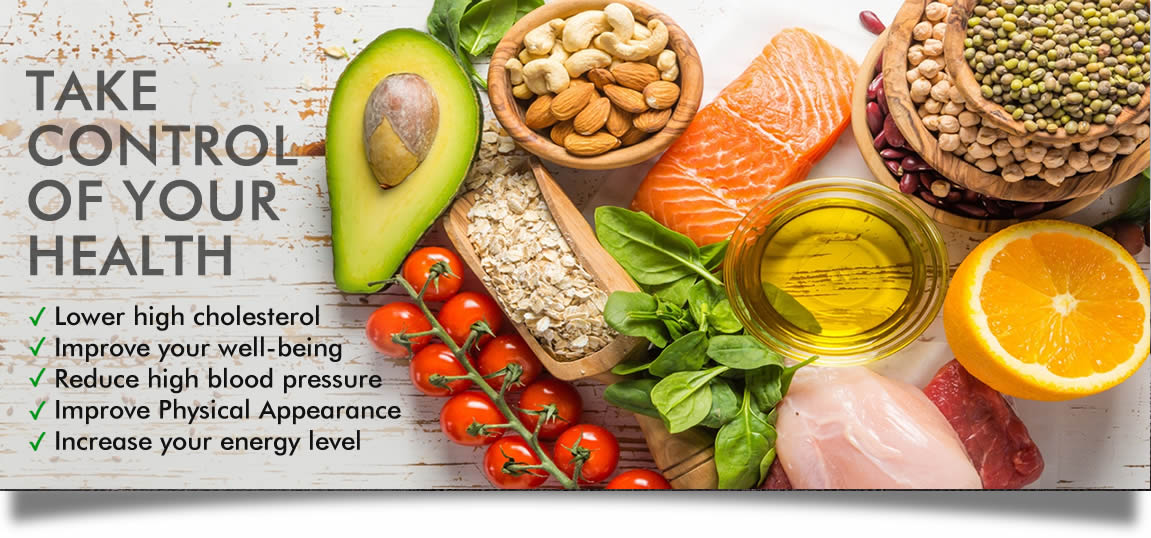 TAKE
CONTROL
OF YOUR
HEALTH
✓ Lower high cholesterol
✓ Improve your well-being
✓ Reduce high blood pressure
✓ Improve Physical Appearance
✓ Increase your energy level